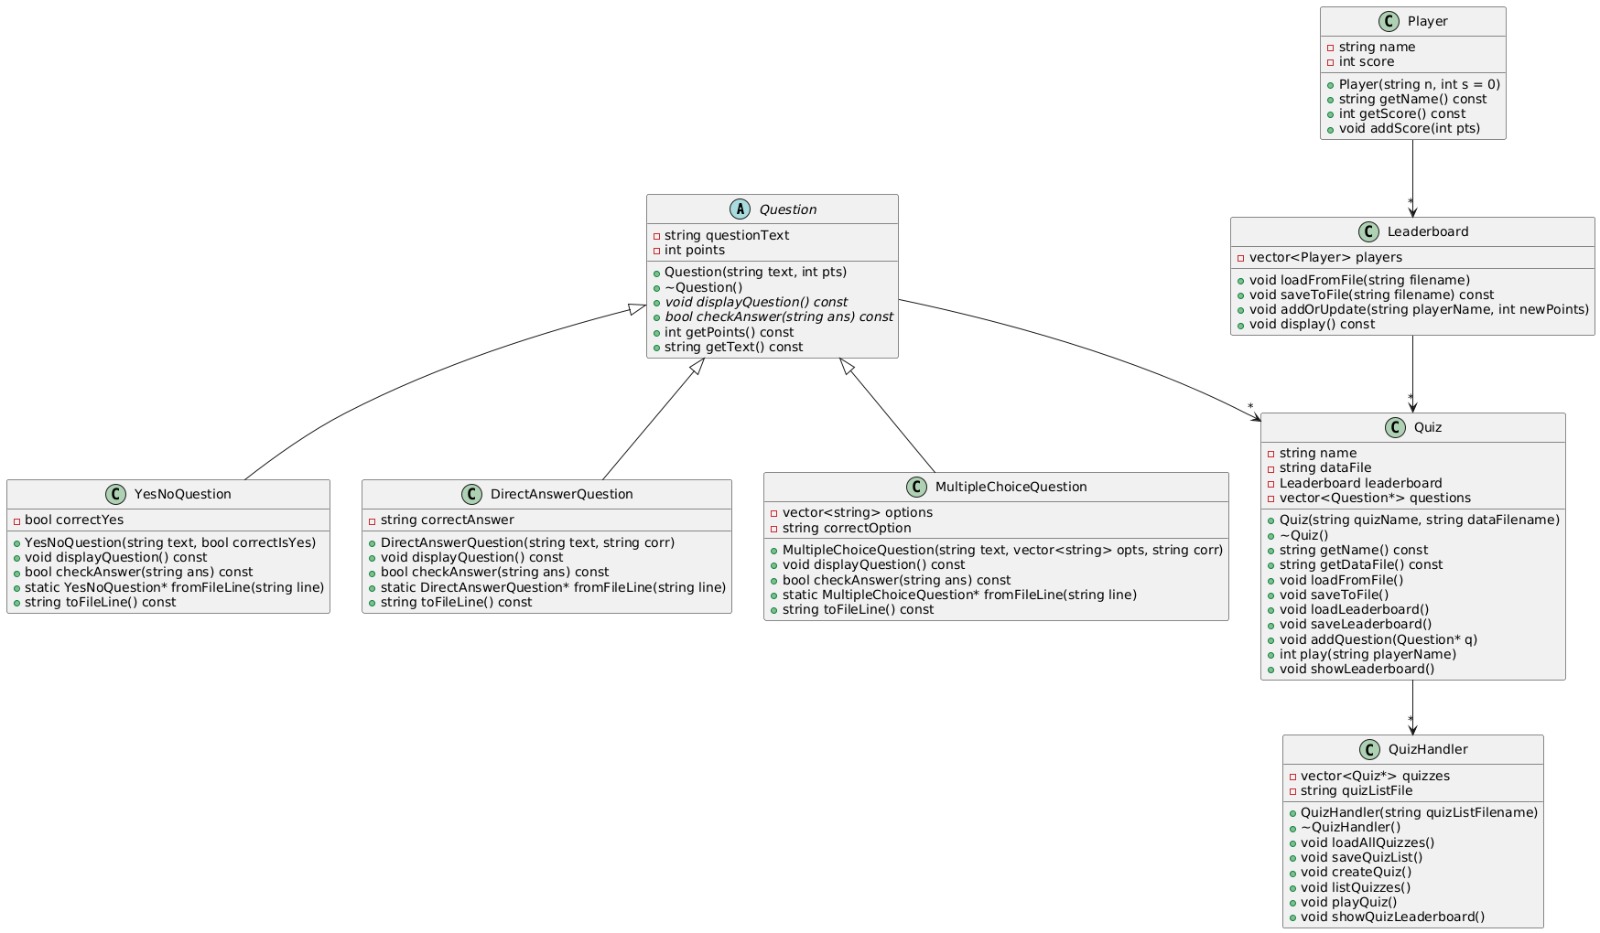 C Player
string name
int score
Player(string n, int s = 0)
string getName() const
int getScore() const
void addScore(int pts)
*
A Question
string questionText
int points
Question(string text, int pts)
~Question()
void displayQuestion() const
bool checkAnswer(string ans) const
int getPoints() const
string getText() const
C Leaderboard
vector<Player> players
void loadFromFile(string filename)
void saveToFile(string filename) const
void addOrUpdate(string playerName, int newPoints)
void display() const
*
*
C YesNoQuestion
bool correctYes
YesNoQuestion(string text, bool correctIsYes)
void displayQuestion() const
bool checkAnswer(string ans) const
static YesNoQuestion* fromFileLine(string line)
string toFileLine() const
C DirectAnswerQuestion
string correctAnswer
DirectAnswerQuestion(string text, string corr)
void displayQuestion() const
bool checkAnswer(string ans) const
static DirectAnswerQuestion* fromFileLine(string line)
string toFileLine() const
C MultipleChoiceQuestion
vector<string> options
string correctOption
MultipleChoiceQuestion(string text, vector<string> opts, string corr)
void displayQuestion() const
bool checkAnswer(string ans) const
static MultipleChoiceQuestion* fromFileLine(string line)
string toFileLine() const
C Quiz
string name
string dataFile
Leaderboard leaderboard
vector<Question*> questions
Quiz(string quizName, string dataFilename)
~Quiz()
string getName() const
string getDataFile() const
void loadFromFile()
void saveToFile()
void loadLeaderboard()
void saveLeaderboard()
void addQuestion(Question* q)
int play(string playerName)
void showLeaderboard()
*
C QuizHandler
vector<Quiz*> quizzes
string quizListFile
QuizHandler(string quizListFilename)
~QuizHandler()
void loadAllQuizzes()
void saveQuizList()
void createQuiz()
void listQuizzes()
void playQuiz()
void showQuizLeaderboard()